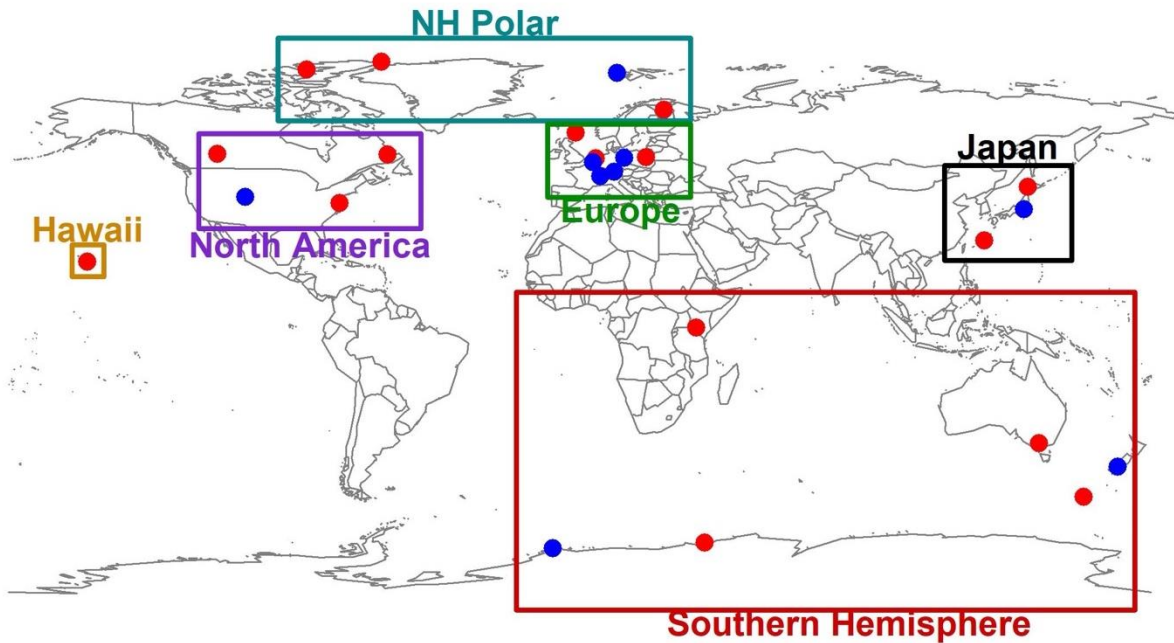 NH Polar
Japan
Europe
Hawaii
North America
Southern Hemisphere